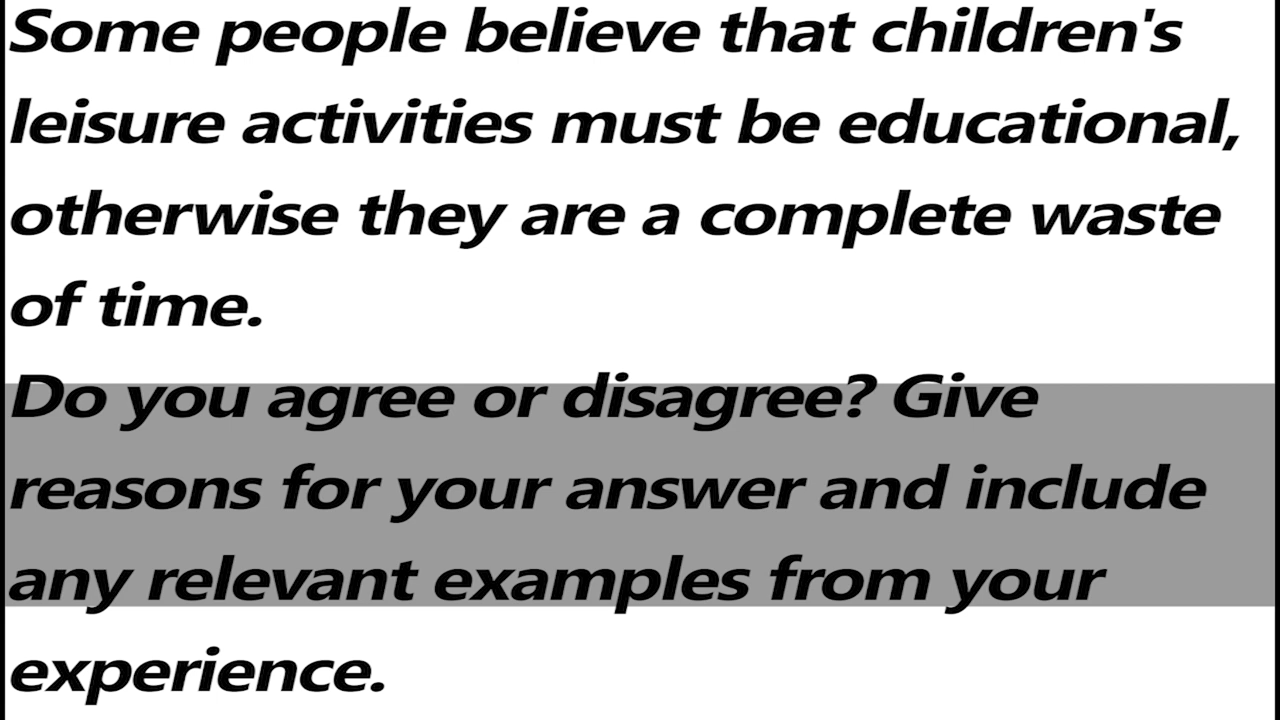 Some people believe that children's
leisure activities must be educational,
otherwise they are a complete waste
of time.
Do you agree or disagree? Give
reasons for your answer and include
any relevant examples from your
experience.